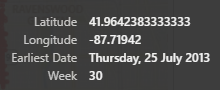 Latitude 41.9642383333333
Longitude -87.71942
Earliest Date Thursday, 25 July 2013
Week 30